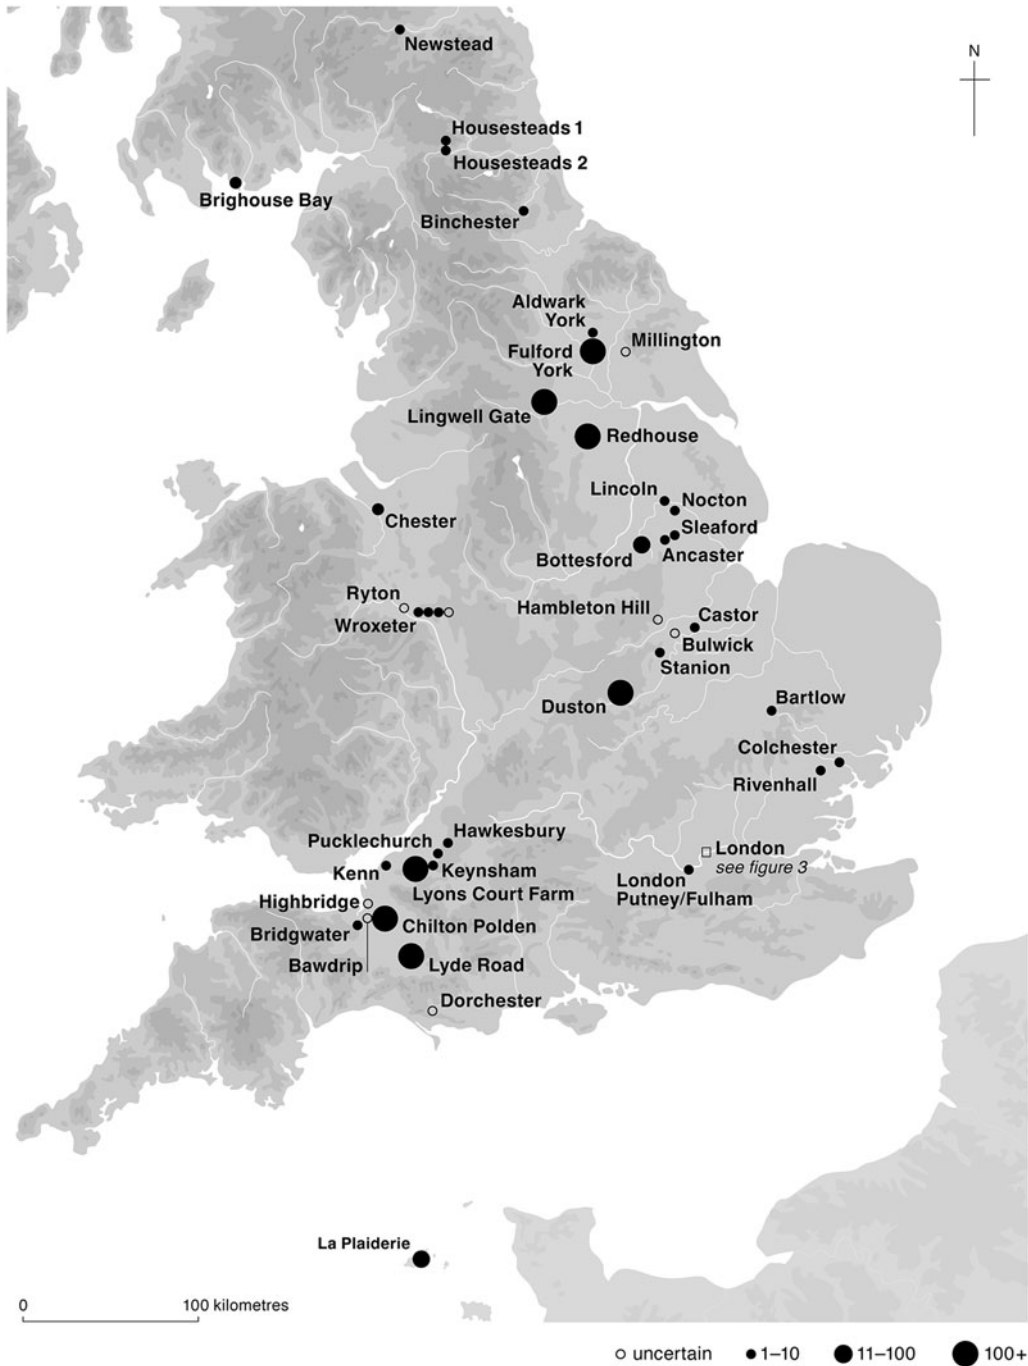 Newstead
N
Housesteads 1
Housesteads 2
Brighouse Bay
Binchester
Aldwark
York
Millington
Fulford
York
Lingwell Gate
Redhouse
Lincoln
Nocton
Chester
Sleaford
Bottesford
Ancaster
Ryton
Wroxeter
Hambleton Hill
Castor
Bulwick
Stanion
Duston
Bartlow
Colchester
Rivenhall
Hawkesbury
Pucklechurch
Keynsham
Kenn
Lyons Court Farm
London
see figure 3
London
Putney/Fulham
Highbridge
Chilton Polden
Bridgwater
Bawdrip
Lyde Road
Dorchester
La Plaiderie
0 100 kilometres
uncertain 1–10 11–100 100+